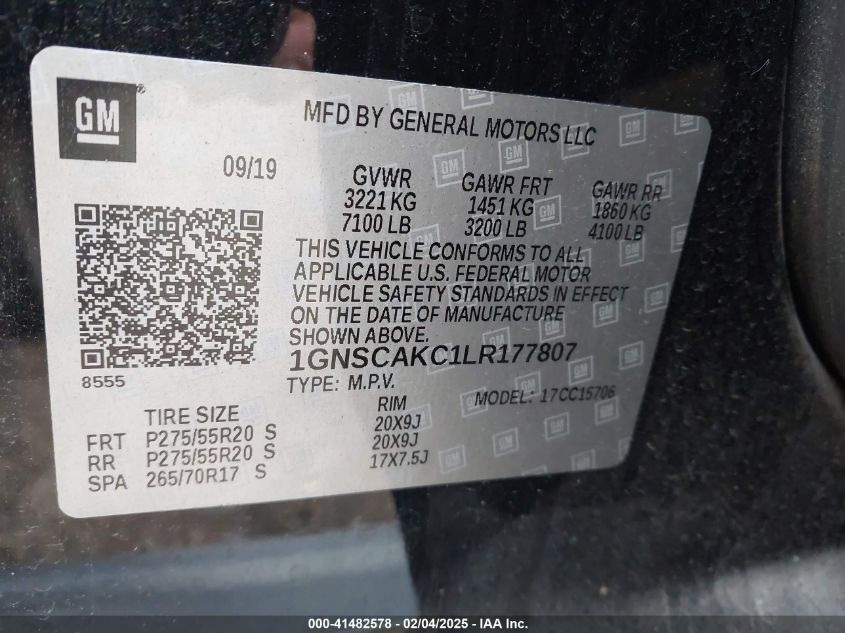 GM
®
MFD BY GENERAL MOTORS LLC
09/19
GVWR GAWR FRT GAWR RR
3221 KG 1451 KG 1860 KG
7100 LB 3200 LB 4100 LB
THIS VEHICLE CONFORMS TO ALL
APPLICABLE U.S. FEDERAL MOTOR
VEHICLE SAFETY STANDARDS IN EFFECT
ON THE DATE OF MANUFACTURE
SHOWN ABOVE.
1GNSCAKC1LR177807
8555
TYPE: M.P.V. MODEL: 17CC15706
TIRE SIZE RIM
FRT P275/55R20 S 20X9J
RR P275/55R20 S 20X9J
SPA 265/70R17 S 17X7.5J
000-41482578 - 02/04/2025 - IAA Inc.